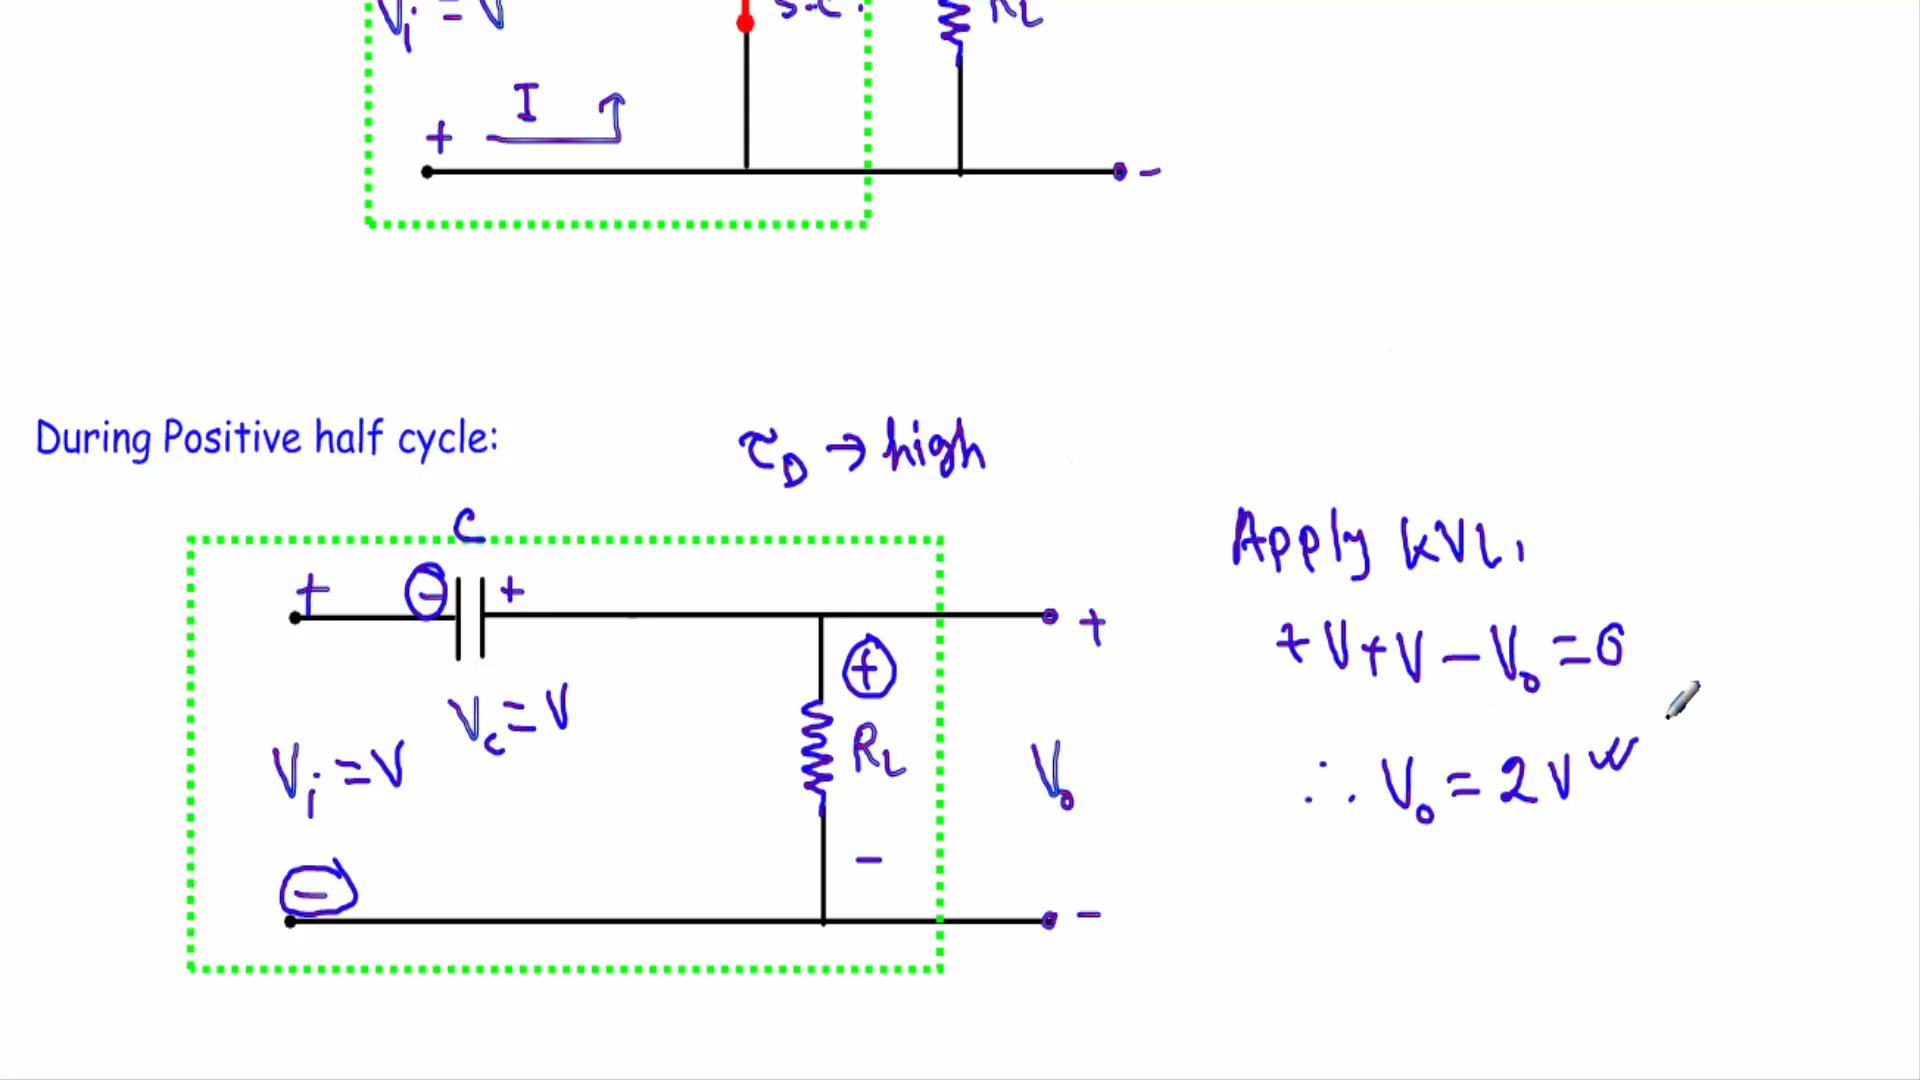 Vi = V
S.C.
RL
I
+
-
During Positive half cycle:
τD → high
C
+ - +
+
+
Vc = V
Vi = V
RL
Vo
-
-
-
Apply KVL,
+V+V-Vo=0
∴ Vo = 2V